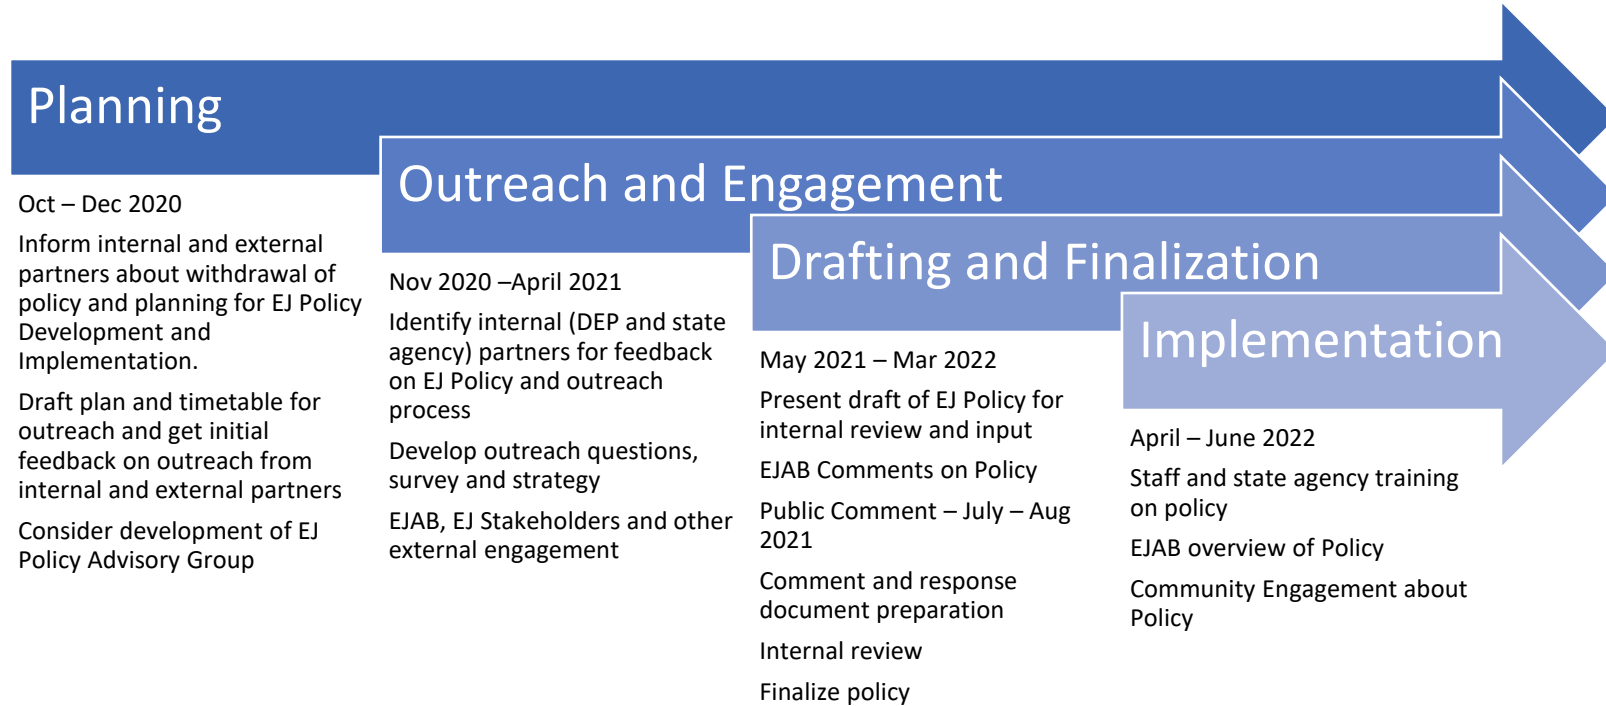 Planning
Oct – Dec 2020
Inform internal and external
partners about withdrawal of
policy and planning for EJ Policy
Development and
Implementation.
Draft plan and timetable for
outreach and get initial
feedback on outreach from
internal and external partners
Consider development of EJ
Policy Advisory Group
Outreach and Engagement
Nov 2020 –April 2021
Identify internal (DEP and state
agency) partners for feedback
on EJ Policy and outreach
process
Develop outreach questions,
survey and strategy
EJAB, EJ Stakeholders and other
external engagement
Drafting and Finalization
May 2021 – Mar 2022
Present draft of EJ Policy for
internal review and input
EJAB Comments on Policy
Public Comment – July – Aug
2021
Comment and response
document preparation
Internal review
Finalize policy
Implementation
April – June 2022
Staff and state agency training
on policy
EJAB overview of Policy
Community Engagement about
Policy